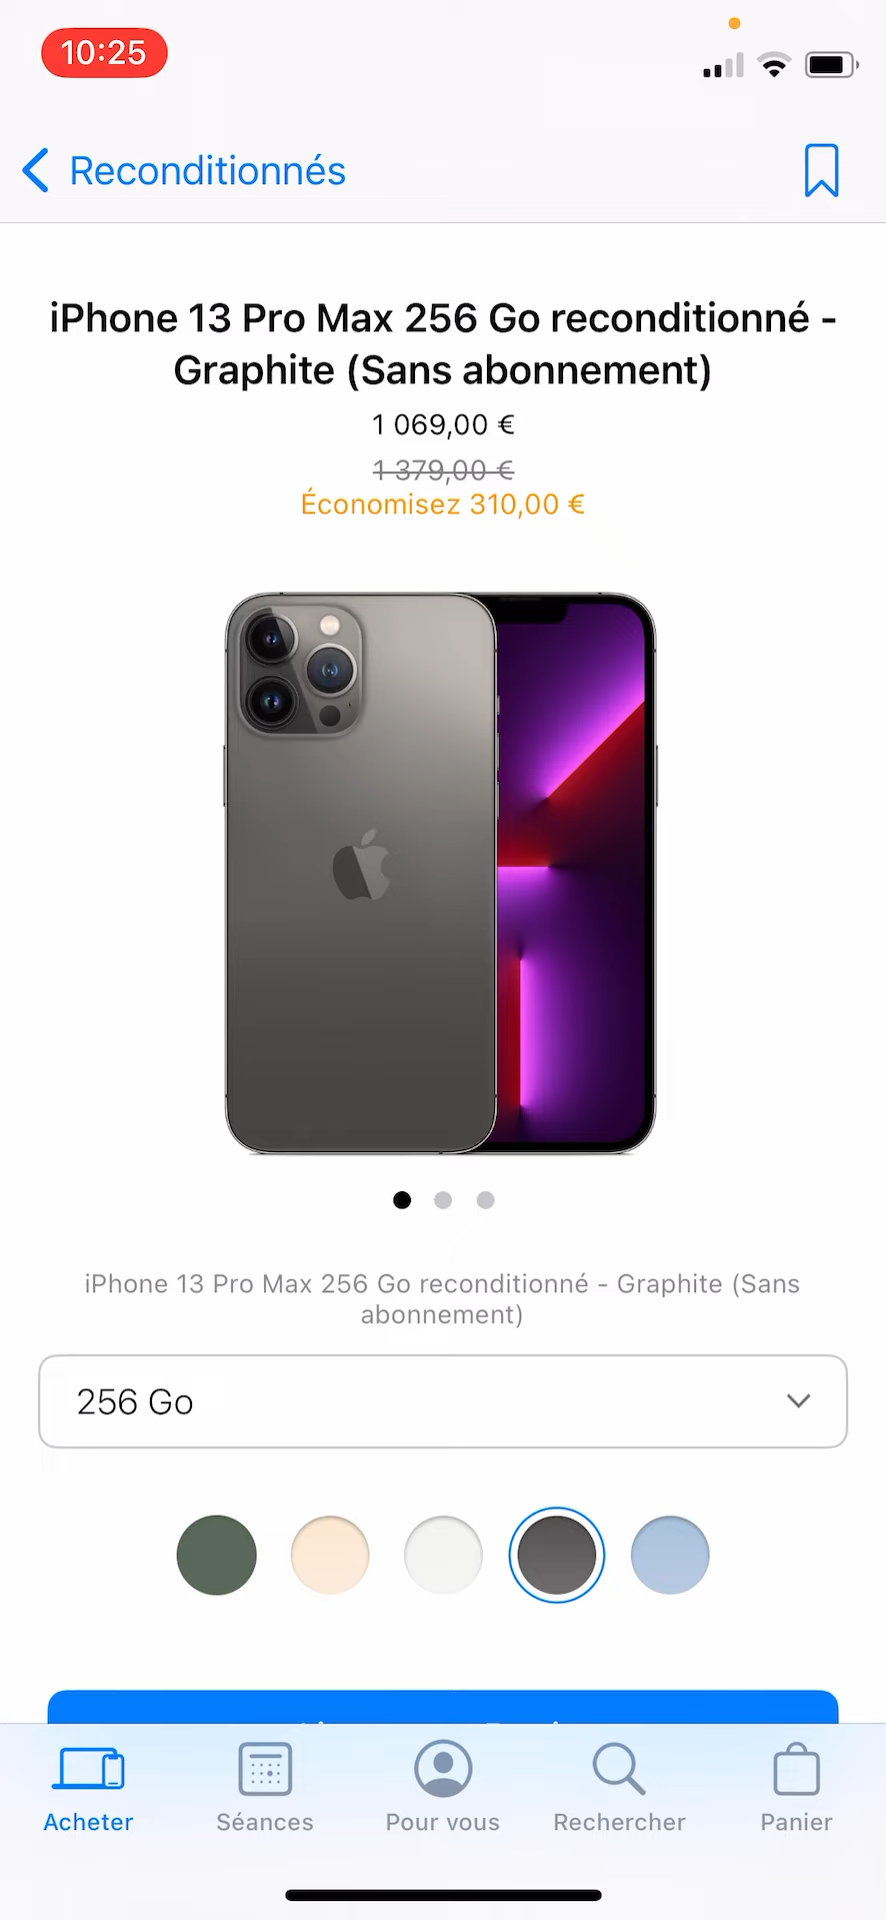 10:25
Reconditionnés
iPhone 13 Pro Max 256 Go reconditionné -
Graphite (Sans abonnement)
1 069,00 €
1 379,00 €
Économisez 310,00 €
iPhone 13 Pro Max 256 Go reconditionné - Graphite (Sans
abonnement)
256 Go
Acheter
Séances
Pour vous
Rechercher
Panier